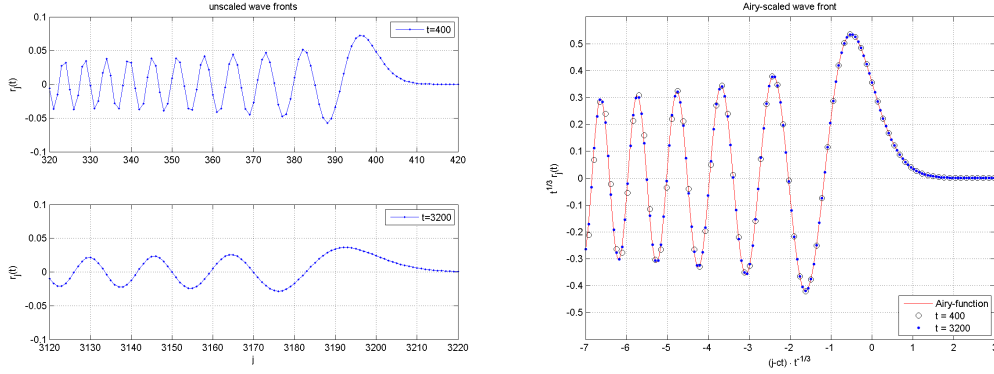 unscaled wave fronts
0.1
0.05
0
-0.05
-0.1
r_j(t)
t=400
320 330 340 350 360 370 380 390 400 410 420
0.1
0.05
0
-0.05
-0.1
r_j(t)
t=3200
3120 3130 3140 3150 3160 3170 3180 3190 3200 3210 3220
j
Airy-scaled wave front
0.5
0.4
0.3
0.2
0.1
0
-0.1
-0.2
-0.3
-0.4
-0.5
t^1/3 r_j(t)
Airy-function
t = 400
t = 3200
-7 -6 -5 -4 -3 -2 -1 0 1 2 3
(j-ct) · t^-1/3